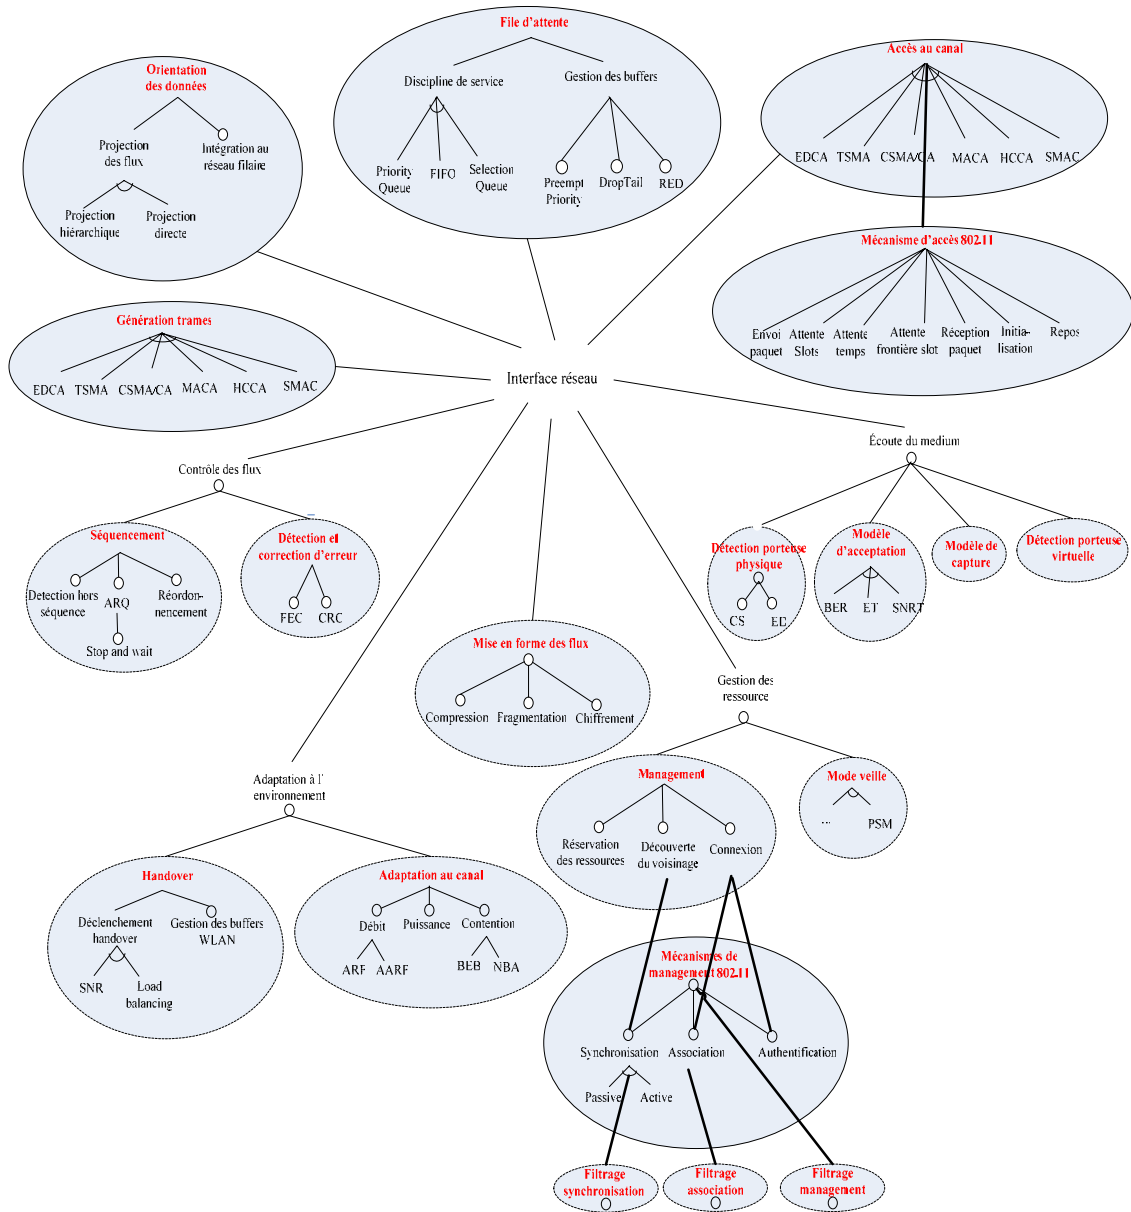 File d'attente
Discipline de service
Gestion des buffers
Priority
Queue
FIFO
Selection
Queue
Preempt
Priority
DropTail
RED
Orientation
des données
Projection
des flux
Intégration au
réseau filaire
Projection
hiérarchique
Projection
directe
Accès au canal
EDCA
TSMA
CSMA/CA
MACA
HCCA
SMAC
Mécanisme d'accès 802.11
Envoi
paquet
Attente
Slots
Attente
temps
Attente
frontière slot
Réception
paquet
Initia-
lisation
Repos
Génération trames
EDCA
TSMA
CSMA/CA
MACA
HCCA
SMAC
Interface réseau
Contrôle des flux
Séquencement
Detection hors
séquence
ARQ
Réordon-
nencement
Stop and wait
Détection et
correction d'erreur
FEC
CRC
Écoute du medium
Détection porteuse
physique
CS
ED
Modèle
d'acceptation
BER
ET
SNRT
Modèle de
capture
Détection porteuse
virtuelle
Mise en forme des flux
Compression
Fragmentation
Chiffrement
Gestion des
ressource
Management
Réservation
des ressources
Découverte
du voisinage
Connexion
Mode veille
...
PSM
Adaptation à l'
environnement
Handover
Déclenchement
handover
Gestion des buffers
WLAN
SNR
Load
balancing
Adaptation au canal
Débit
Puissance
Contention
ARF
AARF
BEB
NBA
Mécanismes de
management 802.11
Synchronisation
Association
Authentification
Passive
Active
Filtrage
synchronisation
Filtrage
association
Filtrage
management